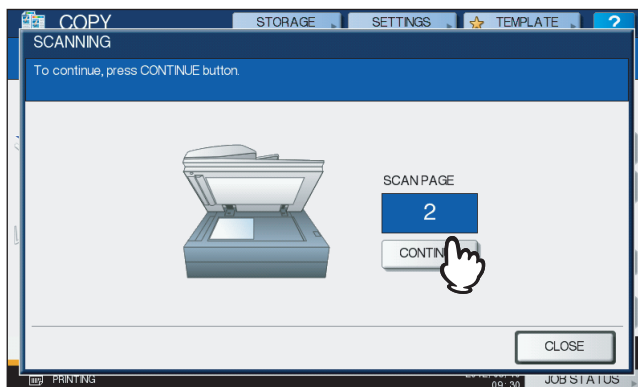 COPY STORAGE SETTINGS TEMPLATE ?
SCANNING
To continue, press CONTINUE button.
SCAN PAGE
2
CONTIN
CLOSE
PRINTING
09:30 JOB STATUS